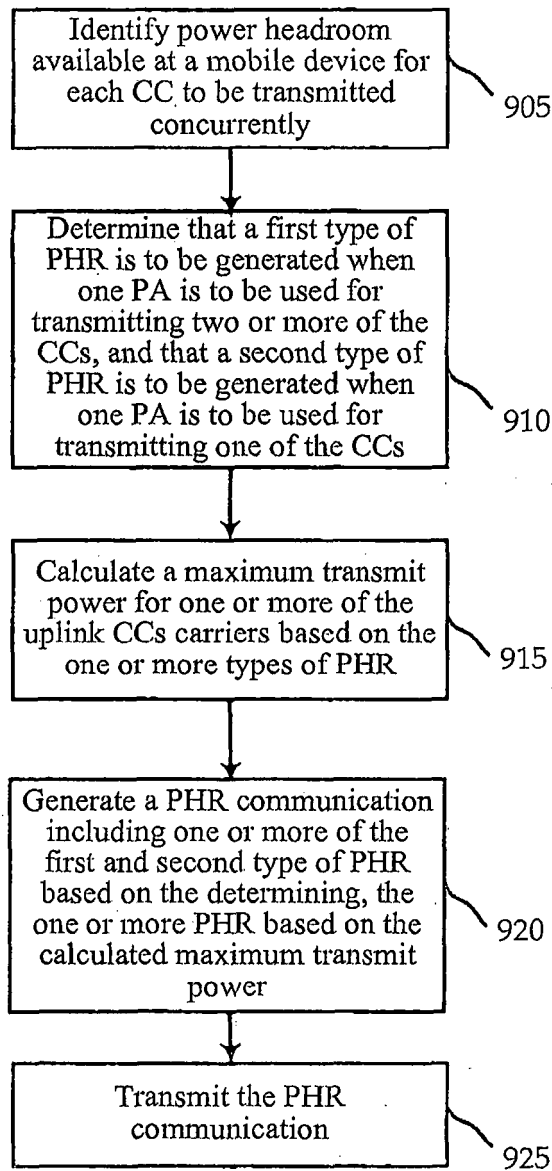 Identify power headroom
available at a mobile device for
each CC to be transmitted
concurrently
905
Determine that a first type of
PHR is to be generated when
one PA is to be used for
transmitting two or more of the
CCs, and that a second type of
PHR is to be generated when
one PA is to be used for
transmitting one of the CCs
910
Calculate a maximum transmit
power for one or more of the
uplink CCs carriers based on the
one or more types of PHR
915
Generate a PHR communication
including one or more of the
first and second type of PHR
based on the determining, the
one or more PHR based on the
calculated maximum transmit
power
920
Transmit the PHR
communication
925